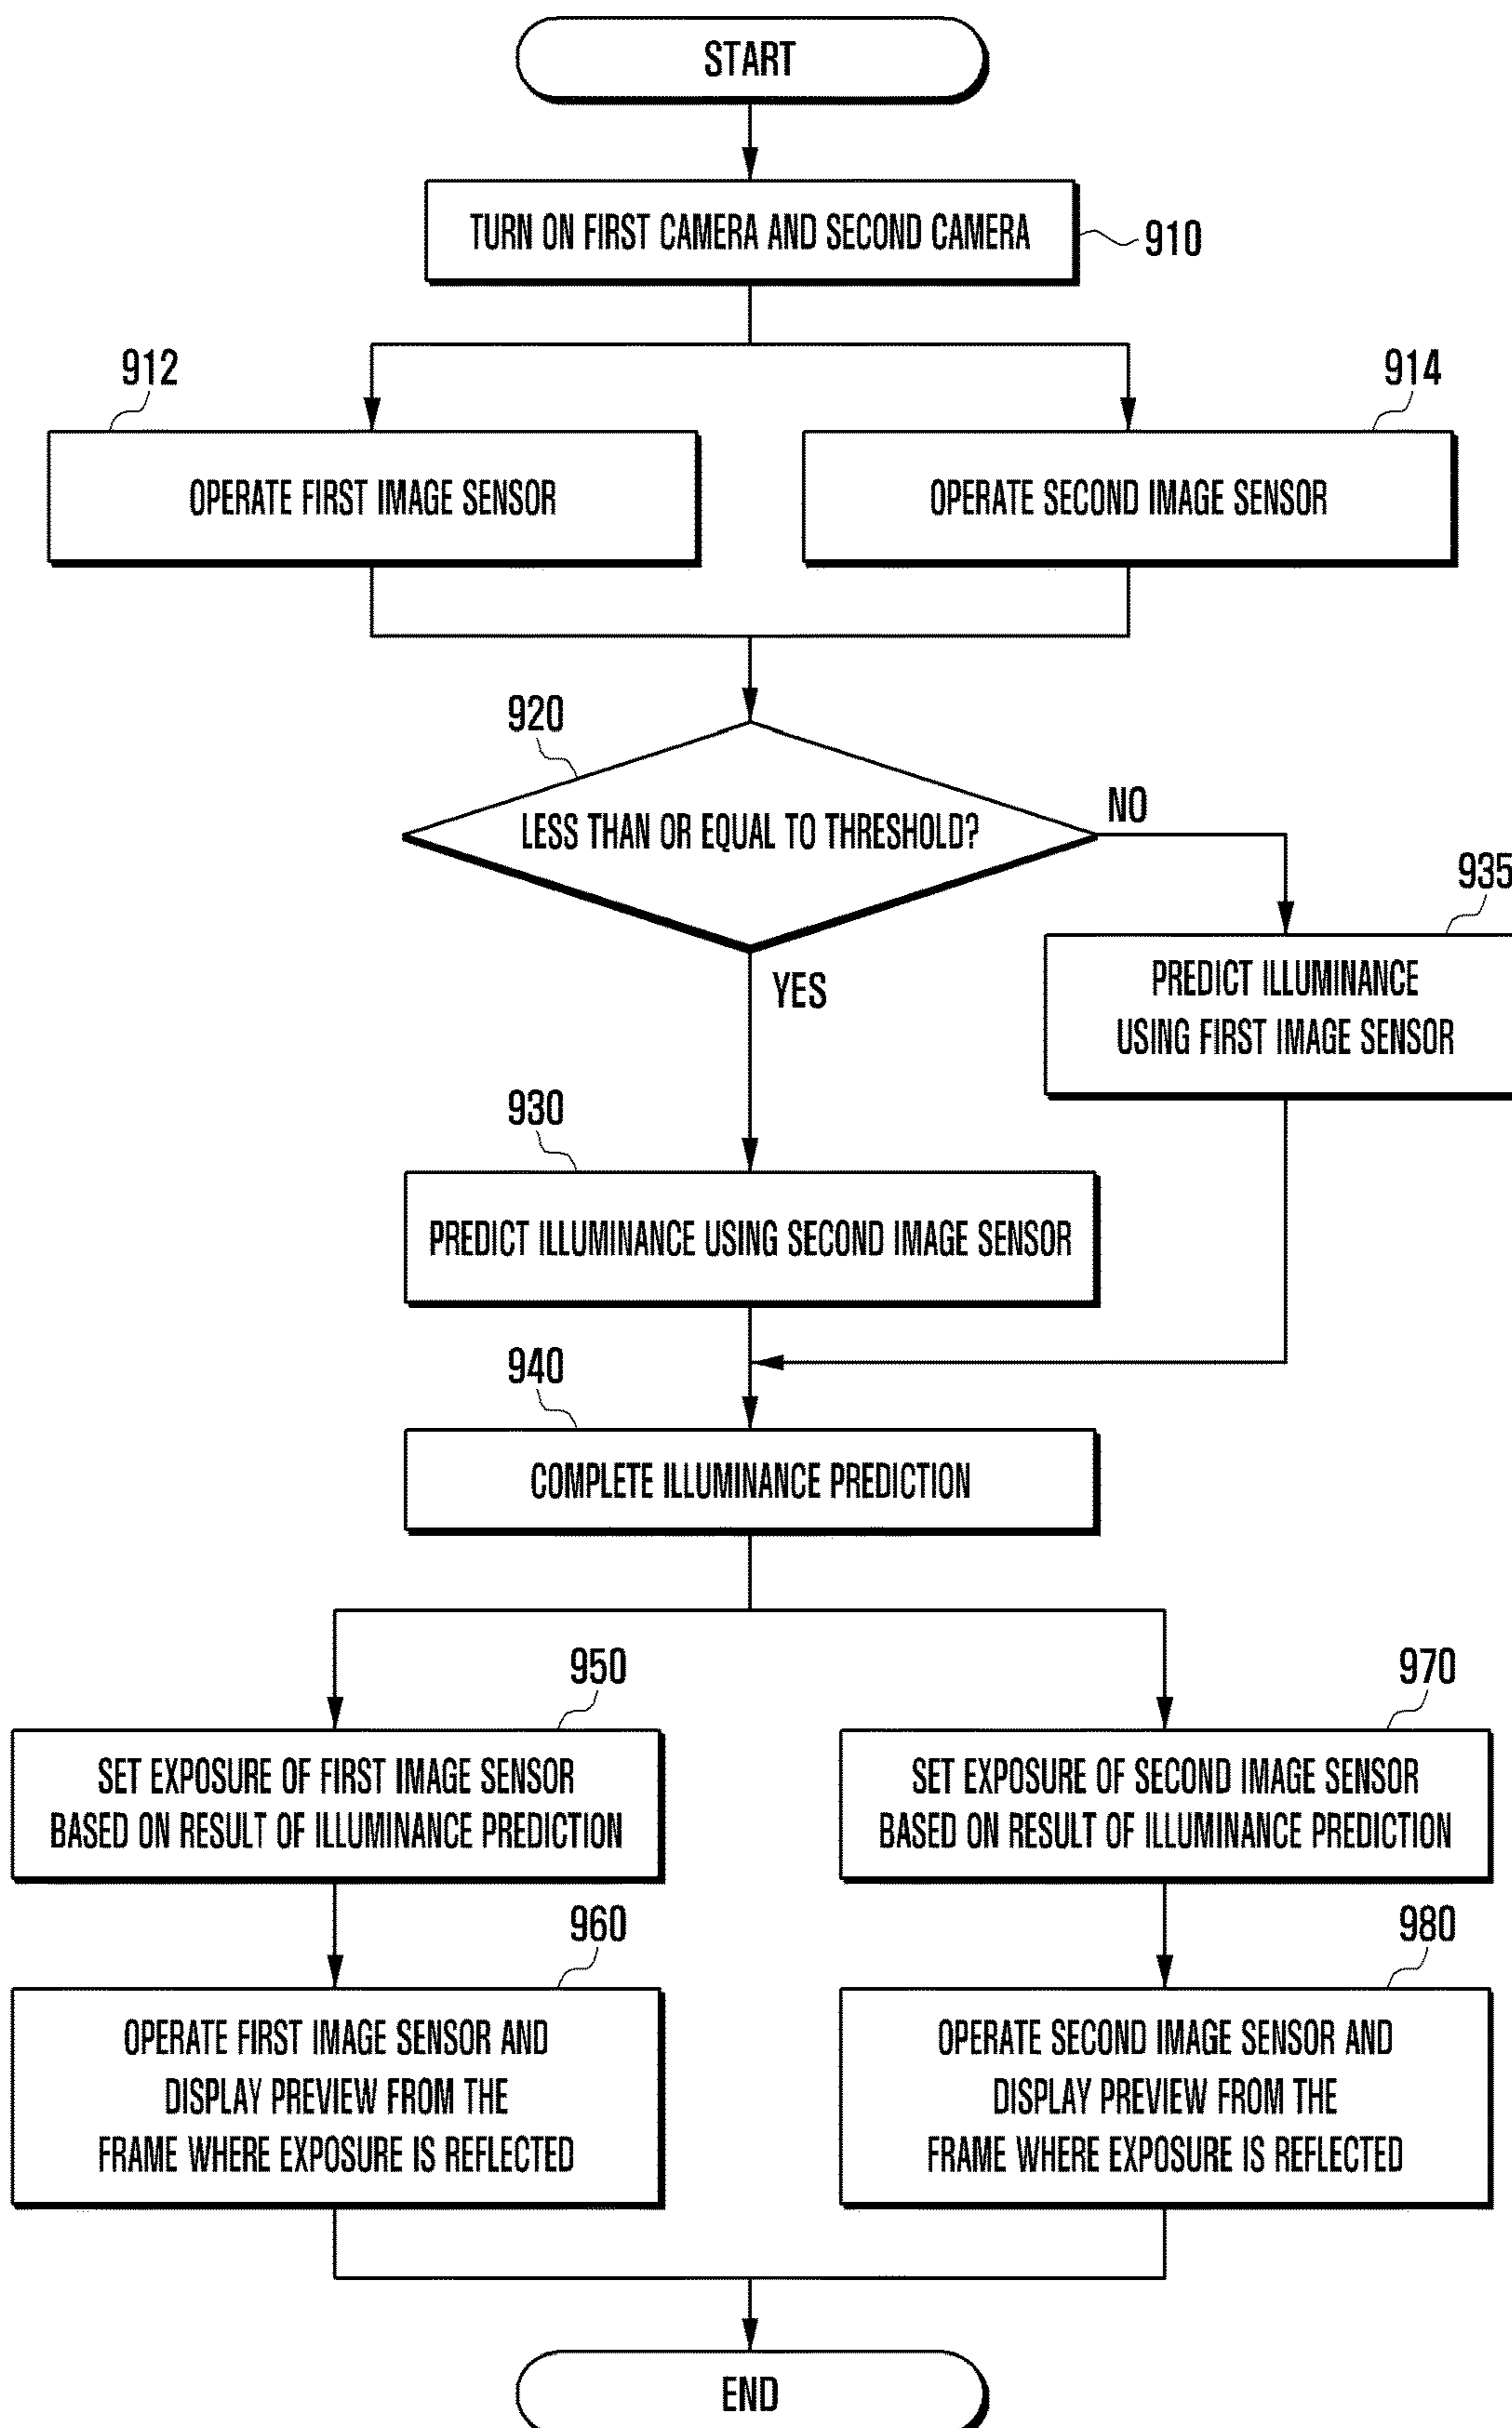 START
TURN ON FIRST CAMERA AND SECOND CAMERA
910
912
914
OPERATE FIRST IMAGE SENSOR
OPERATE SECOND IMAGE SENSOR
920
LESS THAN OR EQUAL TO THRESHOLD?
NO
YES
935
PREDICT ILLUMINANCE
USING FIRST IMAGE SENSOR
930
PREDICT ILLUMINANCE USING SECOND IMAGE SENSOR
940
COMPLETE ILLUMINANCE PREDICTION
950
970
SET EXPOSURE OF FIRST IMAGE SENSOR
BASED ON RESULT OF ILLUMINANCE PREDICTION
SET EXPOSURE OF SECOND IMAGE SENSOR
BASED ON RESULT OF ILLUMINANCE PREDICTION
960
980
OPERATE FIRST IMAGE SENSOR AND
DISPLAY PREVIEW FROM THE
FRAME WHERE EXPOSURE IS REFLECTED
OPERATE SECOND IMAGE SENSOR AND
DISPLAY PREVIEW FROM THE
FRAME WHERE EXPOSURE IS REFLECTED
END